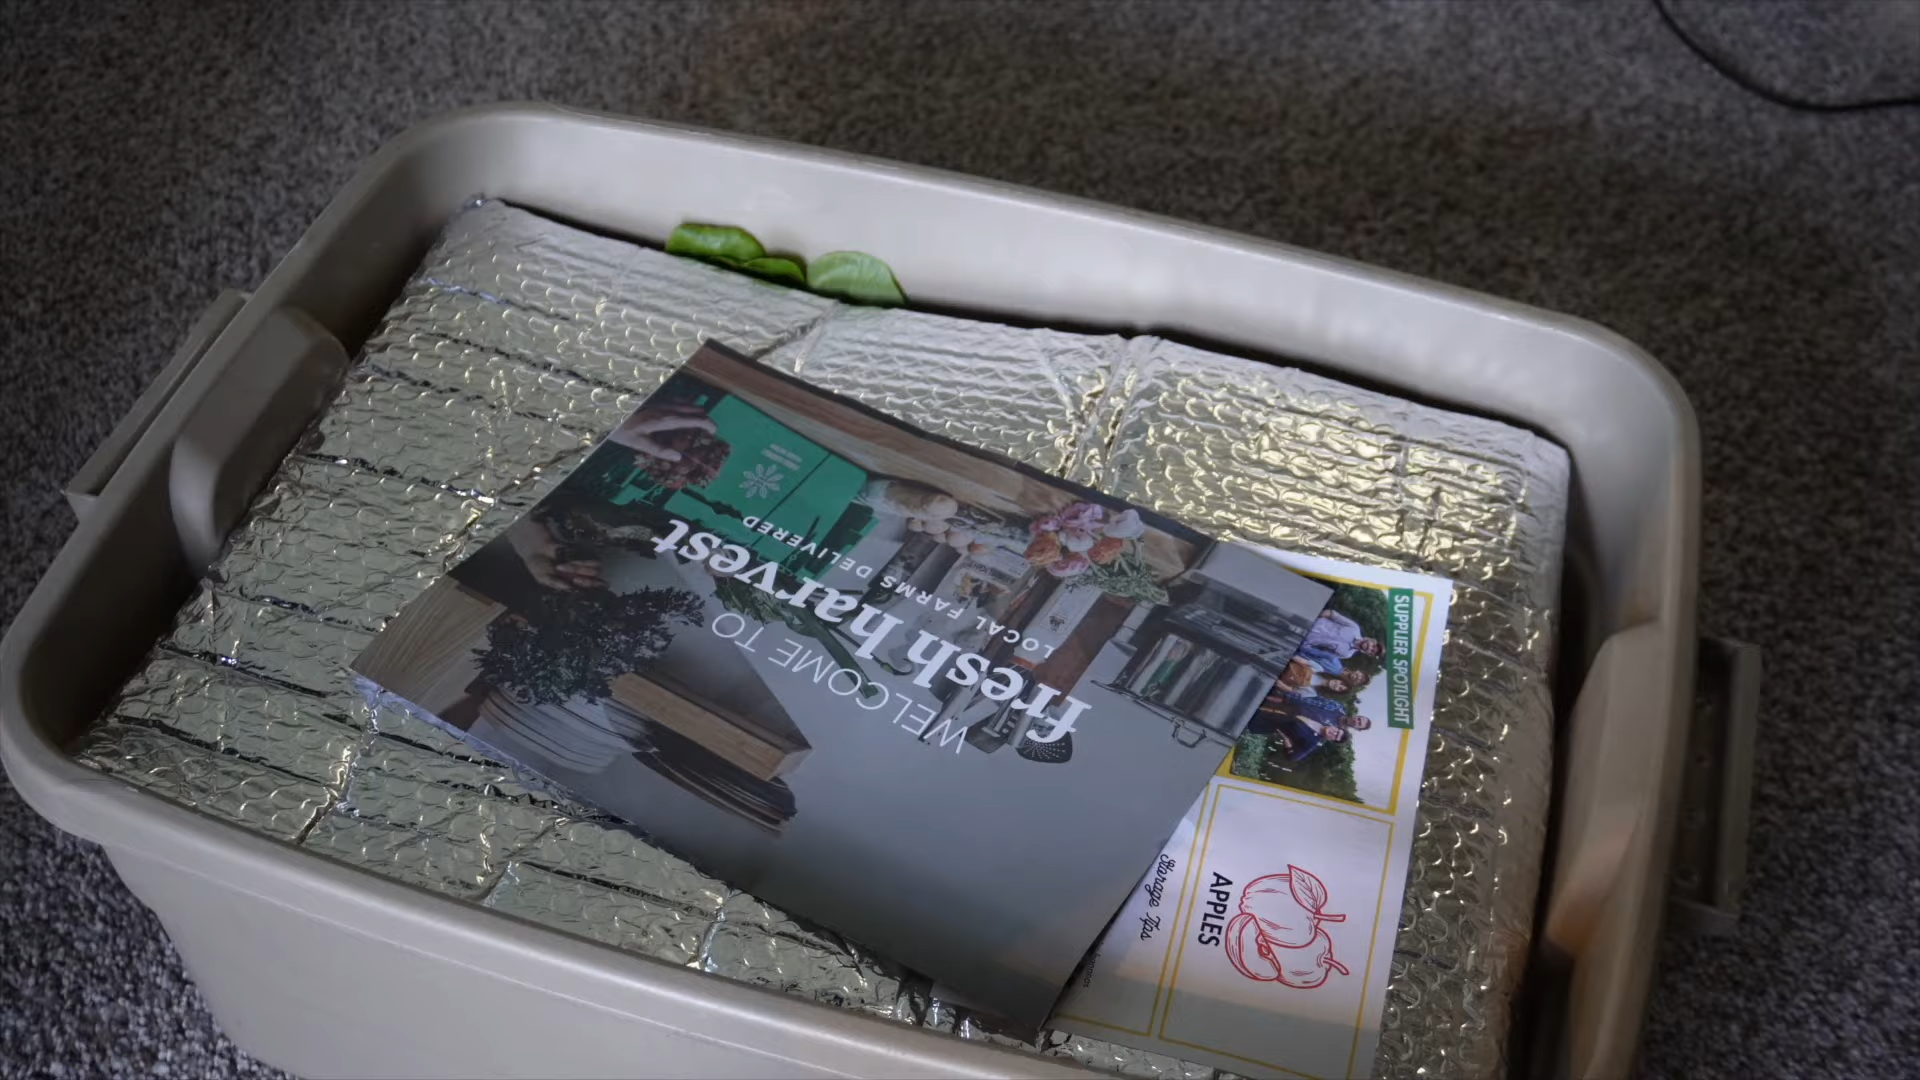 WELCOME TO
fresh harvest
LOCAL FARMS DELIVERED
SUPPLIER SPOTLIGHT
APPLES
Storage Tips